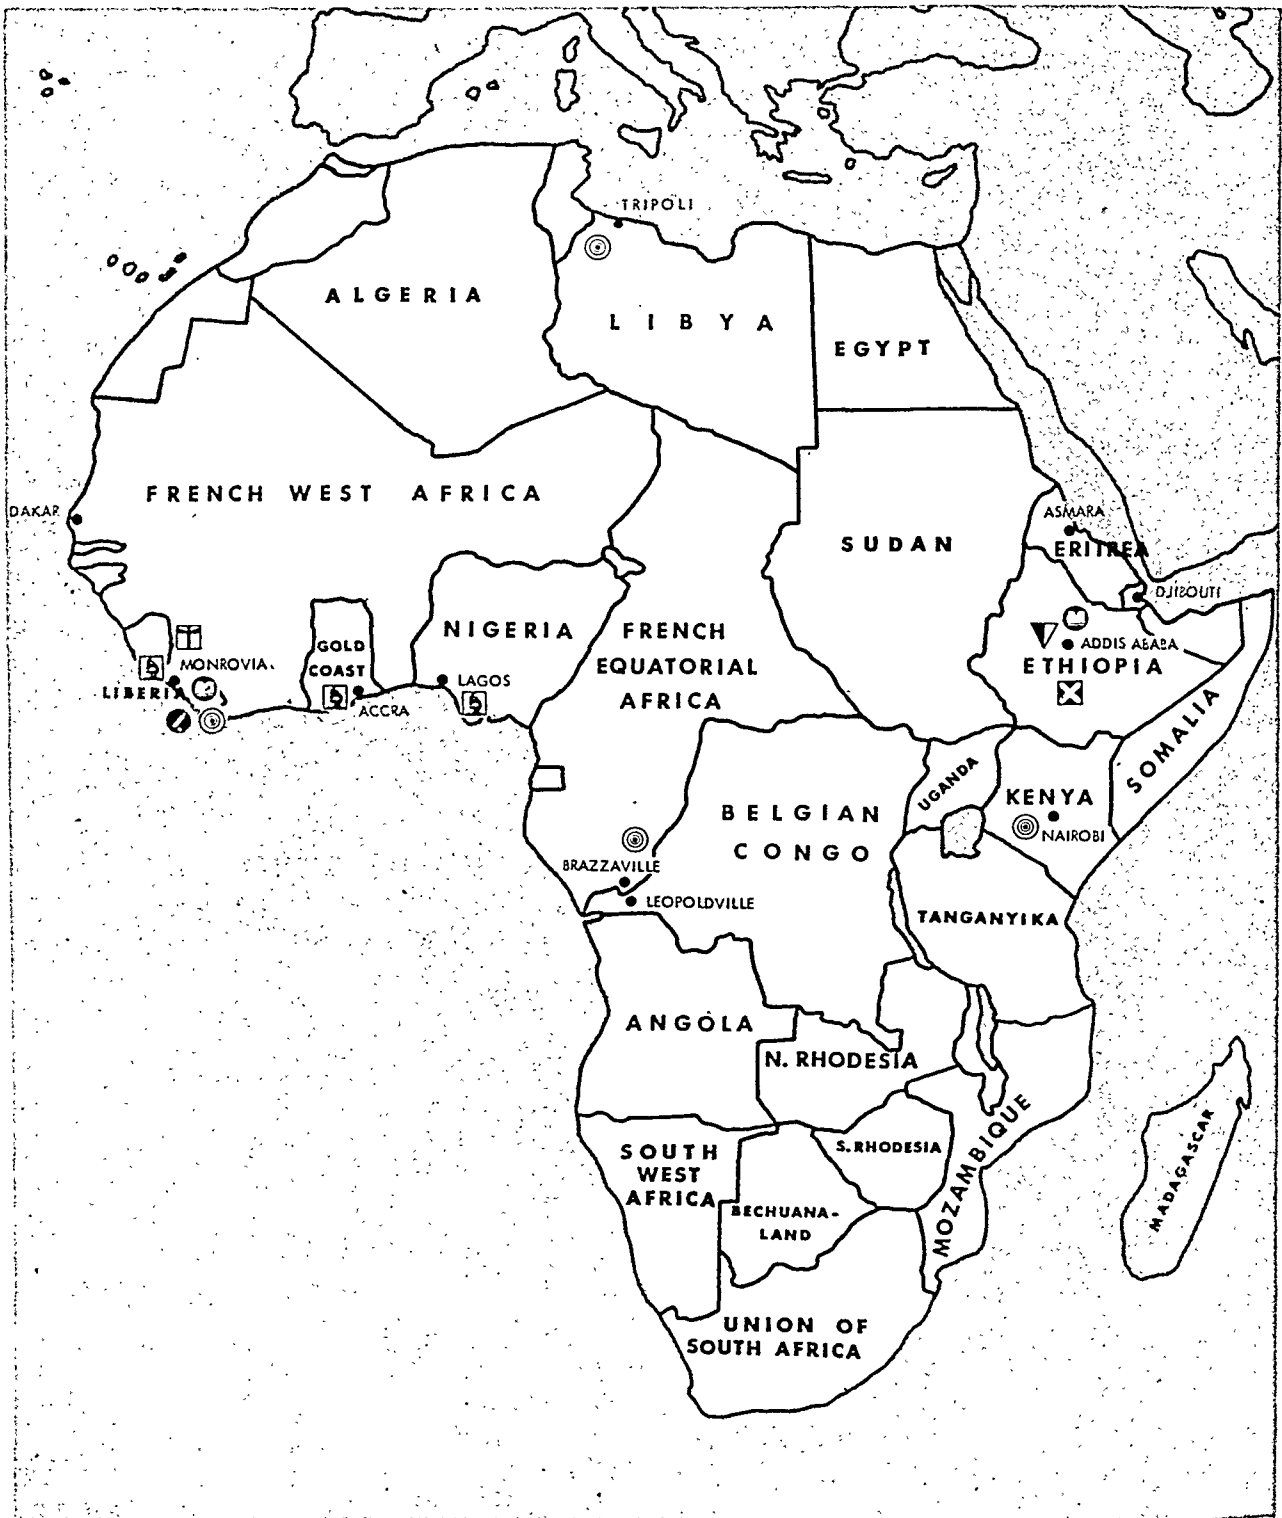 TRIPOLI
ALGERIA
LIBYA
EGYPT
FRENCH WEST AFRICA
DAKAR
ASMARA
ERITREA
SUDAN
DJIBOUTI
NIGERIA
FRENCH
EQUATORIAL
AFRICA
GOLD
COAST
ADDIS ABABA
ETHIOPIA
MONROVIA
LIBERIA
LAGOS
ACCRA
SOMALIA
UGANDA
KENYA
NAIROBI
BELGIAN
CONGO
BRAZZAVILLE
LEOPOLDVILLE
TANGANYIKA
ANGOLA
N. RHODESIA
MOZAMBIQUE
S. RHODESIA
SOUTH
WEST
AFRICA
BECHUANA-
LAND
MADAGASCAR
UNION OF
SOUTH AFRICA